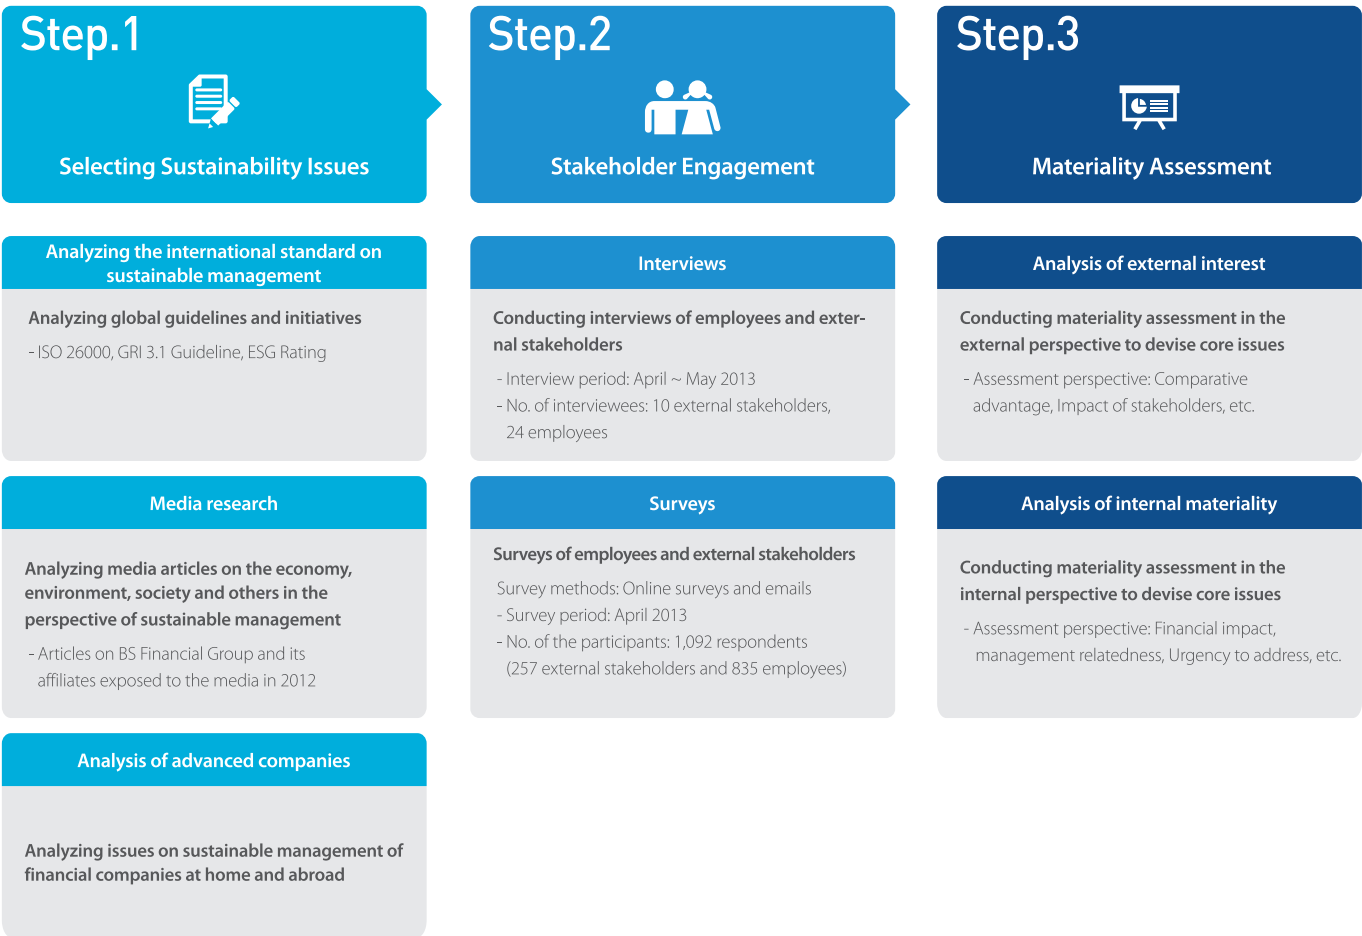 Step.1
Selecting Sustainability Issues
Analyzing the international standard on
sustainable management
Analyzing global guidelines and initiatives
- ISO 26000, GRI 3.1 Guideline, ESG Rating
Media research
Analyzing media articles on the economy,
environment, society and others in the
perspective of sustainable management
- Articles on BS Financial Group and its
affiliates exposed to the media in 2012
Analysis of advanced companies
Analyzing issues on sustainable management of
financial companies at home and abroad
Step.2
Stakeholder Engagement
Interviews
Conducting interviews of employees and exter-
nal stakeholders
- Interview period: April ~ May 2013
- No. of interviewees: 10 external stakeholders,
24 employees
Surveys
Surveys of employees and external stakeholders
Survey methods: Online surveys and emails
- Survey period: April 2013
- No. of the participants: 1,092 respondents
(257 external stakeholders and 835 employees)
Step.3
Materiality Assessment
Analysis of external interest
Conducting materiality assessment in the
external perspective to devise core issues
- Assessment perspective: Comparative
advantage, Impact of stakeholders, etc.
Analysis of internal materiality
Conducting materiality assessment in the
internal perspective to devise core issues
- Assessment perspective: Financial impact,
management relatedness, Urgency to address, etc.